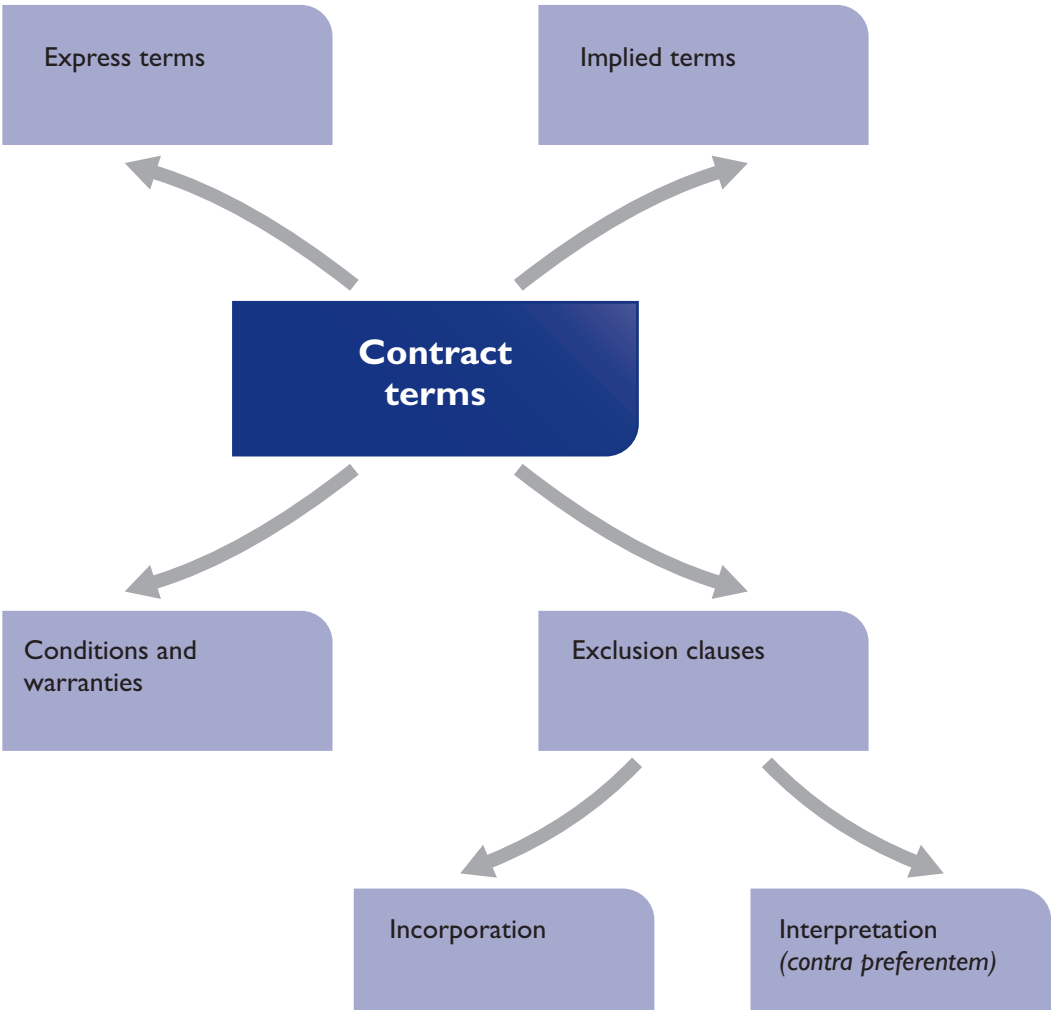 Express terms
Implied terms
Contract
terms
Conditions and
warranties
Exclusion clauses
Incorporation
Interpretation
(contra preferentem)